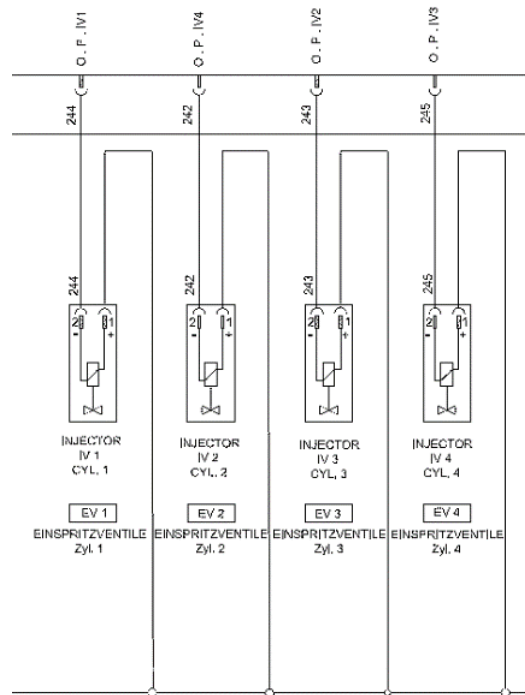 O.P.IV1
O.P.IV4
O.P.IV2
O.P.IV3
244
242
243
245
244
242
243
245
2 1
- +
2 1
- +
2 1
- +
2 1
- +
INJECTOR
IV 1
CYL. 1
INJECTOR
IV 2
CYL. 2
INJECTOR
IV 3
CYL. 3
INJECTOR
IV 4
CYL. 4
EV 1
EINSPRITZVENTILE
Zyl. 1
EV 2
EINSPRITZVENTILE
Zyl. 2
EV 3
EINSPRITZVENTILE
Zyl. 3
EV 4
EINSPRITZVENTILE
Zyl. 4